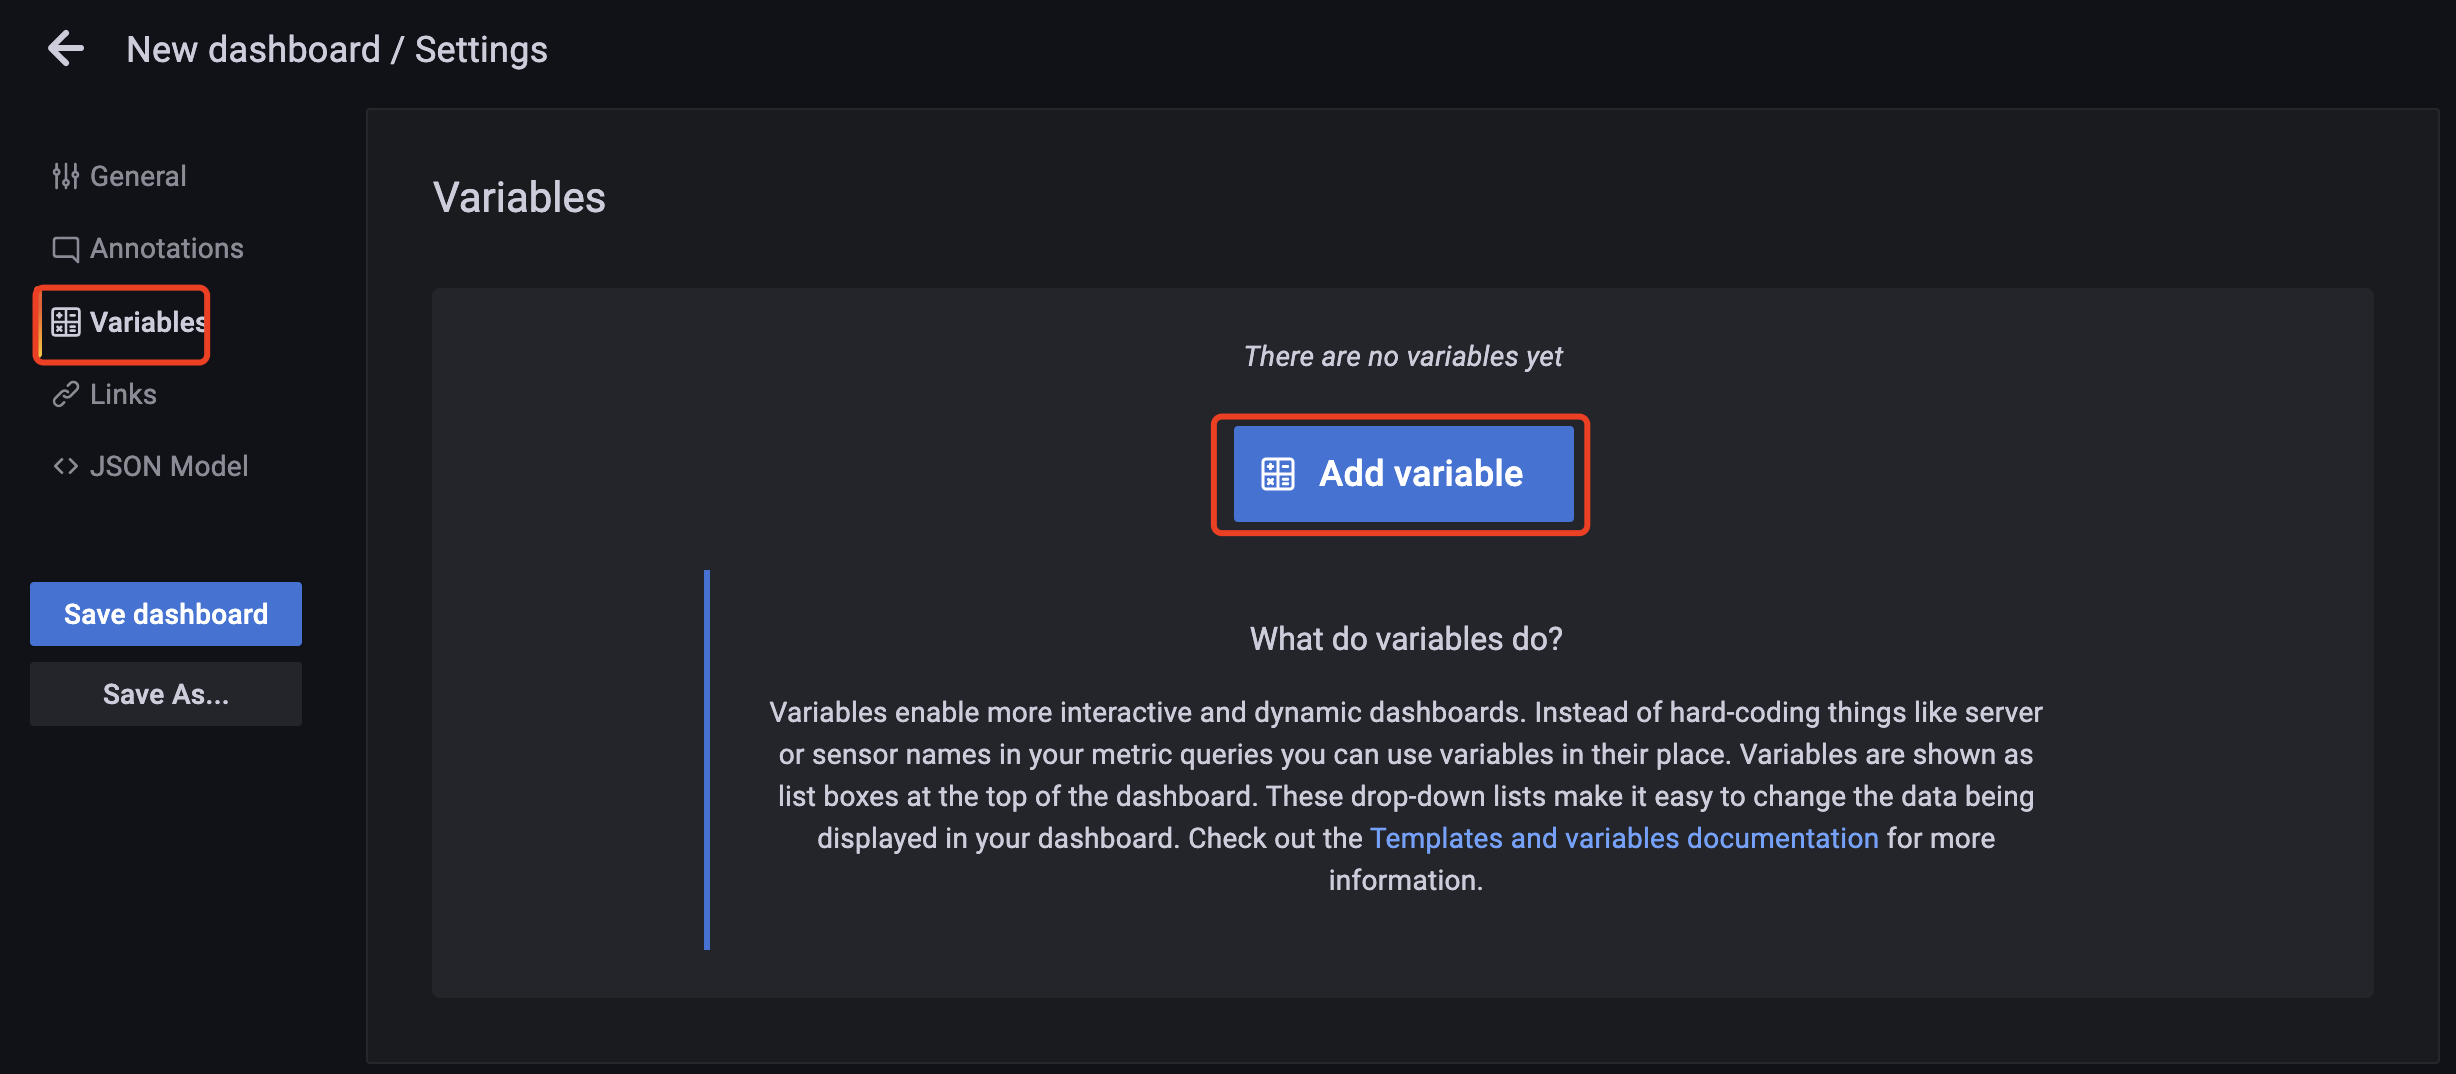 New dashboard / Settings
General
Annotations
Variables
Links
JSON Model
Save dashboard
Save As...
Variables
There are no variables yet
Add variable
What do variables do?
Variables enable more interactive and dynamic dashboards. Instead of hard-coding things like server
or sensor names in your metric queries you can use variables in their place. Variables are shown as
list boxes at the top of the dashboard. These drop-down lists make it easy to change the data being
displayed in your dashboard. Check out the Templates and variables documentation for more
information.